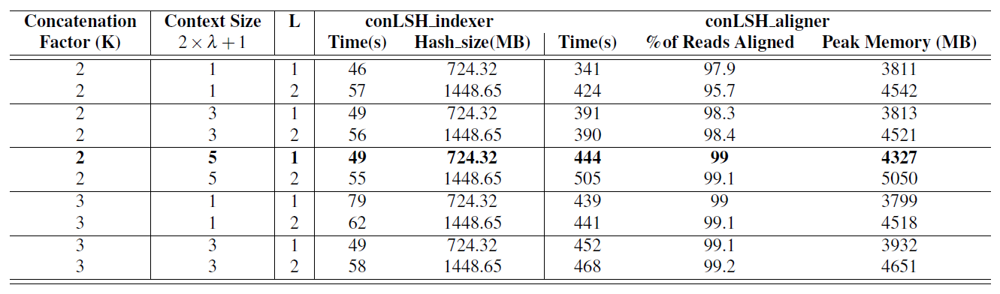 Concatenation Context Size L conLSH_indexer conLSH_aligner
Factor (K) 2 × λ + 1 Time(s) Hash_size(MB) Time(s) % of Reads Aligned Peak Memory (MB)
2 1 1 46 724.32 341 97.9 3811
2 1 2 57 1448.65 424 95.7 4542
2 3 1 49 724.32 391 98.3 3813
2 3 2 56 1448.65 390 98.4 4521
2 5 1 49 724.32 444 99 4327
2 5 2 55 1448.65 505 99.1 5050
3 1 1 79 724.32 439 99 3799
3 1 2 62 1448.65 441 99.1 4518
3 3 1 49 724.32 452 99.1 3932
3 3 2 58 1448.65 468 99.2 4651